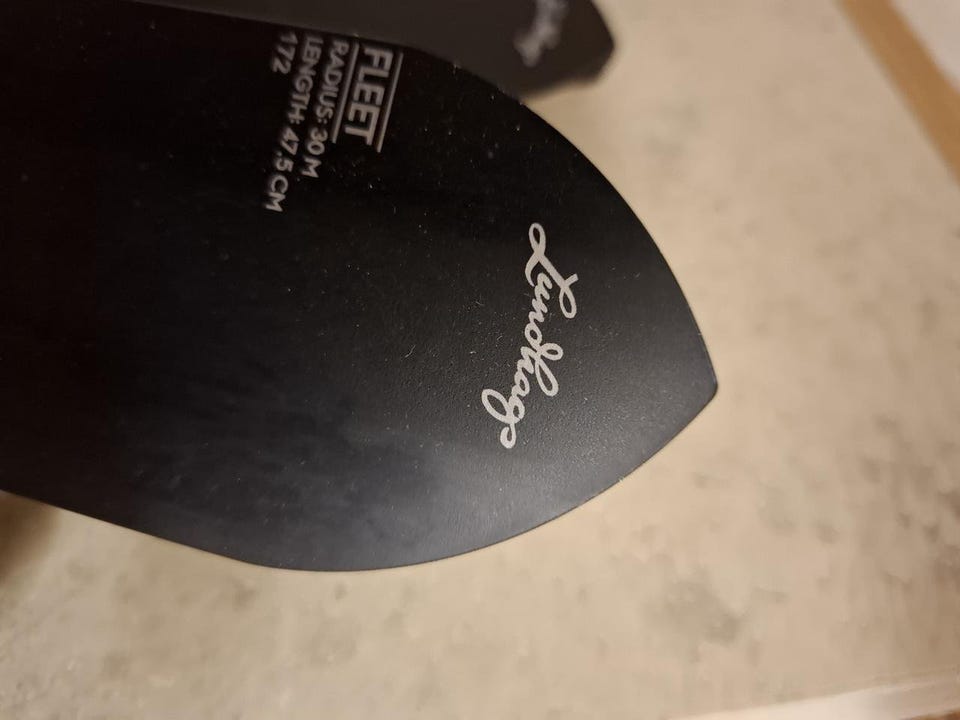 FLEET
RADIUS: 30 M
LENGTH: 47.5 CM
172
Lundhags